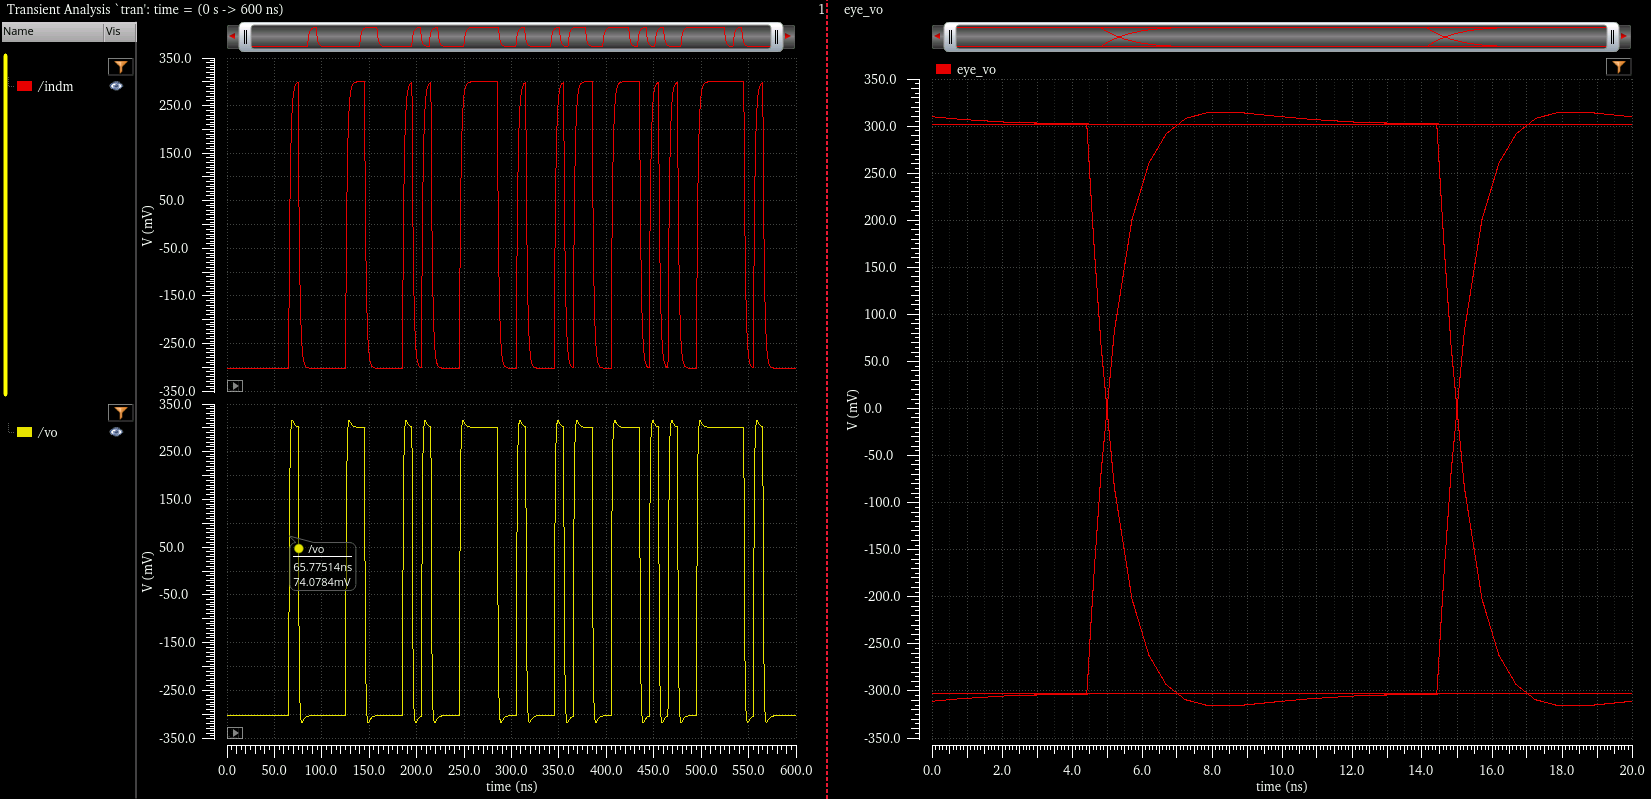 Transient Analysis `tran': time = (0 s -> 600 ns)
Name Vis
/indm
350.0
250.0
150.0
50.0
-50.0
-150.0
-250.0
-350.0
V (mV)
/vo
350.0
250.0
150.0
50.0
-50.0
-150.0
-250.0
-350.0
V (mV)
/vo
65.77514ns
74.0784mV
0.0 50.0 100.0 150.0 200.0 250.0 300.0 350.0 400.0 450.0 500.0 550.0 600.0
time (ns)
1
eye_vo
eye_vo
350.0
300.0
250.0
200.0
150.0
100.0
50.0
0.0
-50.0
-100.0
-150.0
-200.0
-250.0
-300.0
-350.0
V (mV)
0.0 2.0 4.0 6.0 8.0 10.0 12.0 14.0 16.0 18.0 20.0
time (ns)